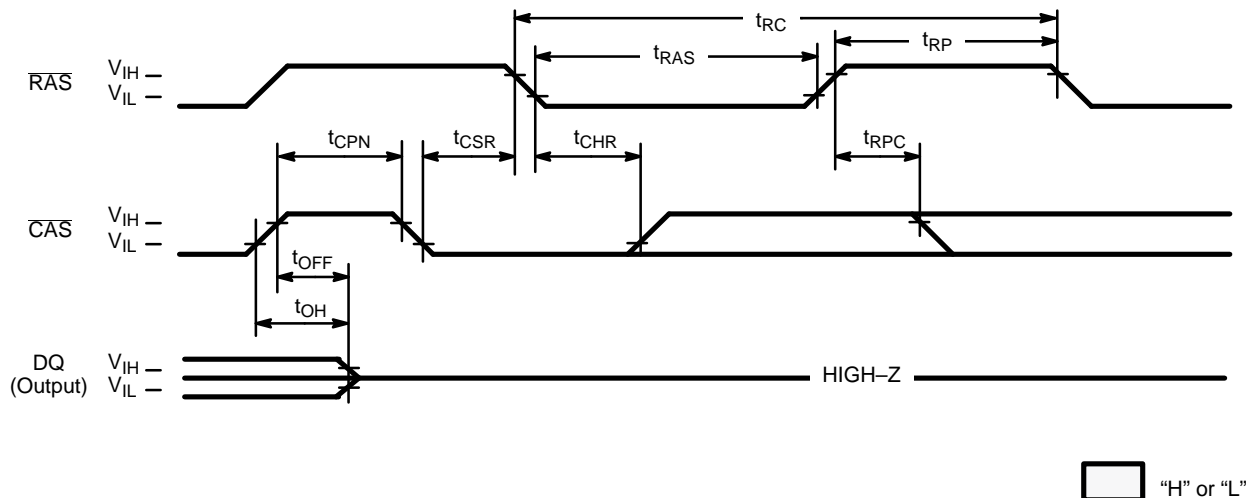 tRC
tRAS
tRP
RAS
VIH
VIL
tCPN
tCSR
tCHR
tRPC
CAS
VIH
VIL
tOFF
tOH
DQ
(Output)
VIH
VIL
HIGH–Z
“H” or “L”